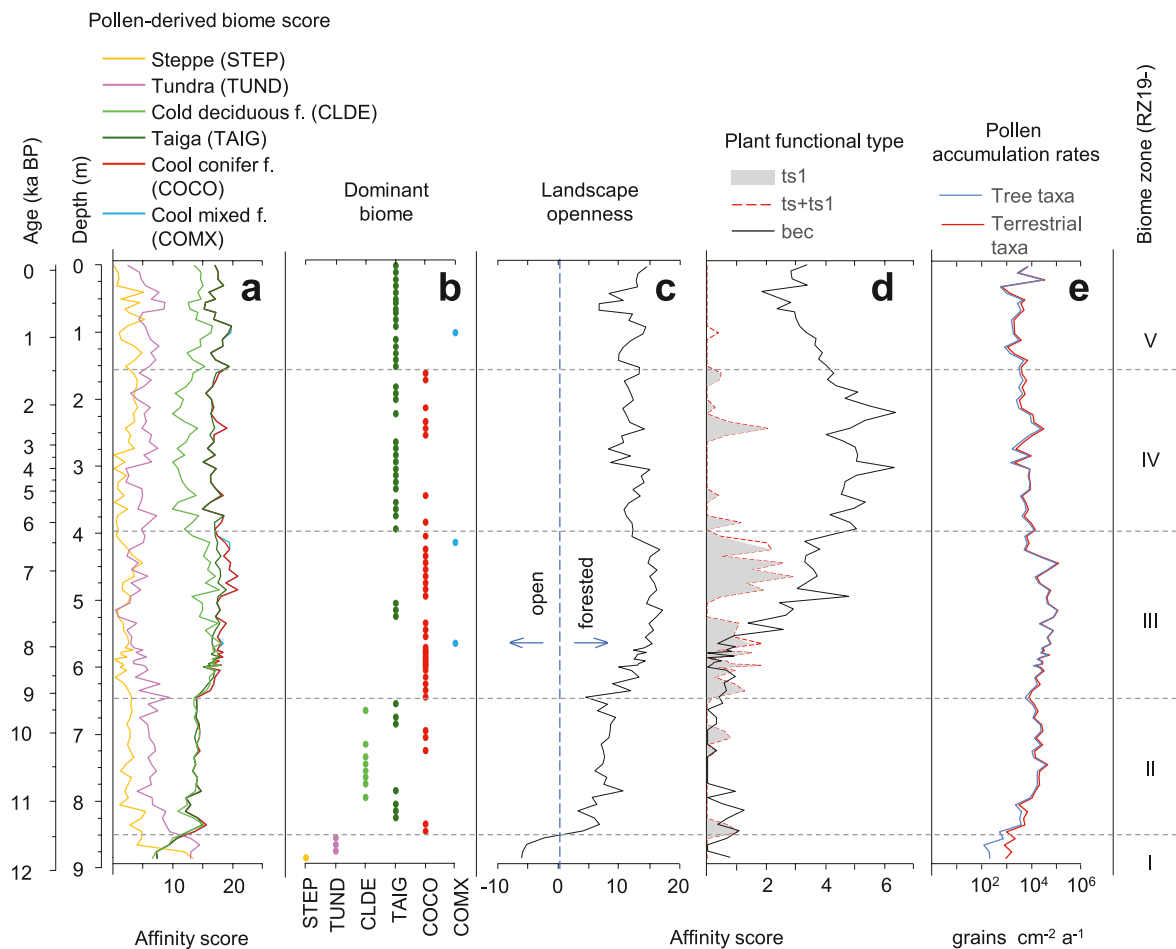 Pollen-derived biome score
Steppe (STEP)
Tundra (TUND)
Cold deciduous f. (CLDE)
Taiga (TAIG)
Cool conifer f.
(COCO)
Cool mixed f.
(COMX)
Age (ka BP)
Depth (m)
Dominant
biome
Landscape
openness
Plant functional type
ts1
ts+ts1
bec
Pollen
accumulation rates
Tree taxa
Terrestrial
taxa
Biome zone (RZ19-)
a
b
c
d
e
0
1
2
3
4
5
6
7
8
9
10
11
12
0
1
2
3
4
5
6
7
8
9
open
forested
V
IV
III
II
I
10
20
STEP
TUND
CLDE
TAIG
COCO
COMX
-10
0
10
20
0
2
4
6
10² 10⁴ 10⁶
Affinity score
Affinity score
grains cm⁻² a⁻¹